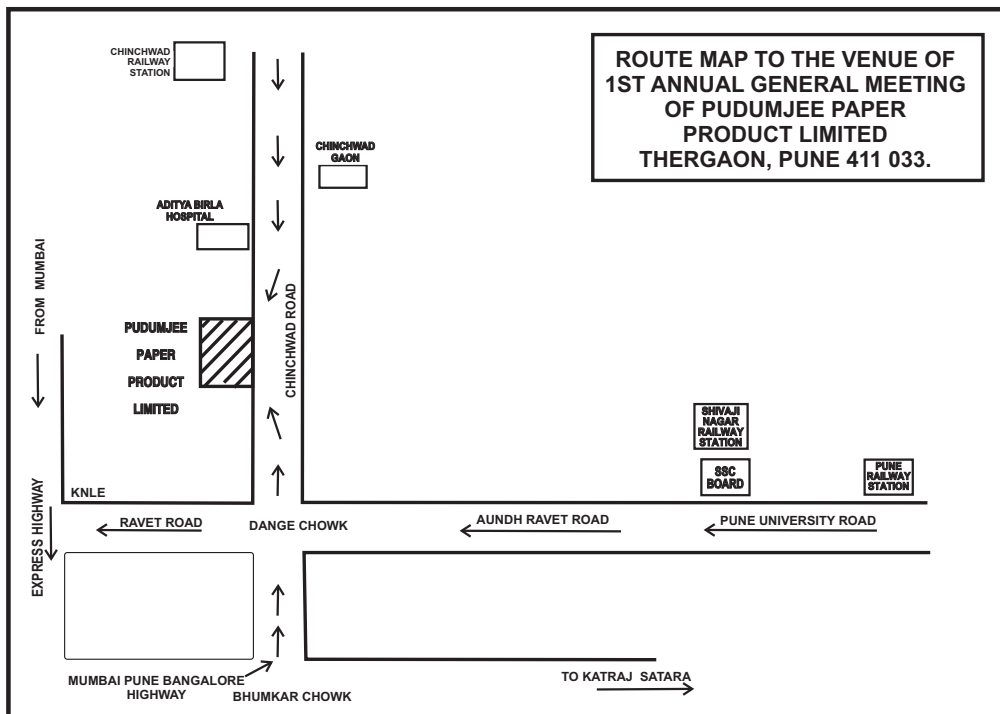 CHINCHWAD
RAILWAY
STATION
ROUTE MAP TO THE VENUE OF
1ST ANNUAL GENERAL MEETING
OF PUDUMJEE PAPER
PRODUCT LIMITED
THERGAON, PUNE 411 033.
CHINCHWAD
GAON
ADITYA BIRLA
HOSPITAL
FROM MUMBAI
PUDUMJEE
PAPER
PRODUCT
LIMITED
CHINCHWAD ROAD
SHIVAJI
NAGAR
RAILWAY
STATION
SSC
BOARD
PUNE
RAILWAY
STATION
KNLE
EXPRESS HIGHWAY
RAVET ROAD
DANGE CHOWK
AUNDH RAVET ROAD
PUNE UNIVERSITY ROAD
MUMBAI PUNE BANGALORE
HIGHWAY
BHUMKAR CHOWK
TO KATRAJ SATARA